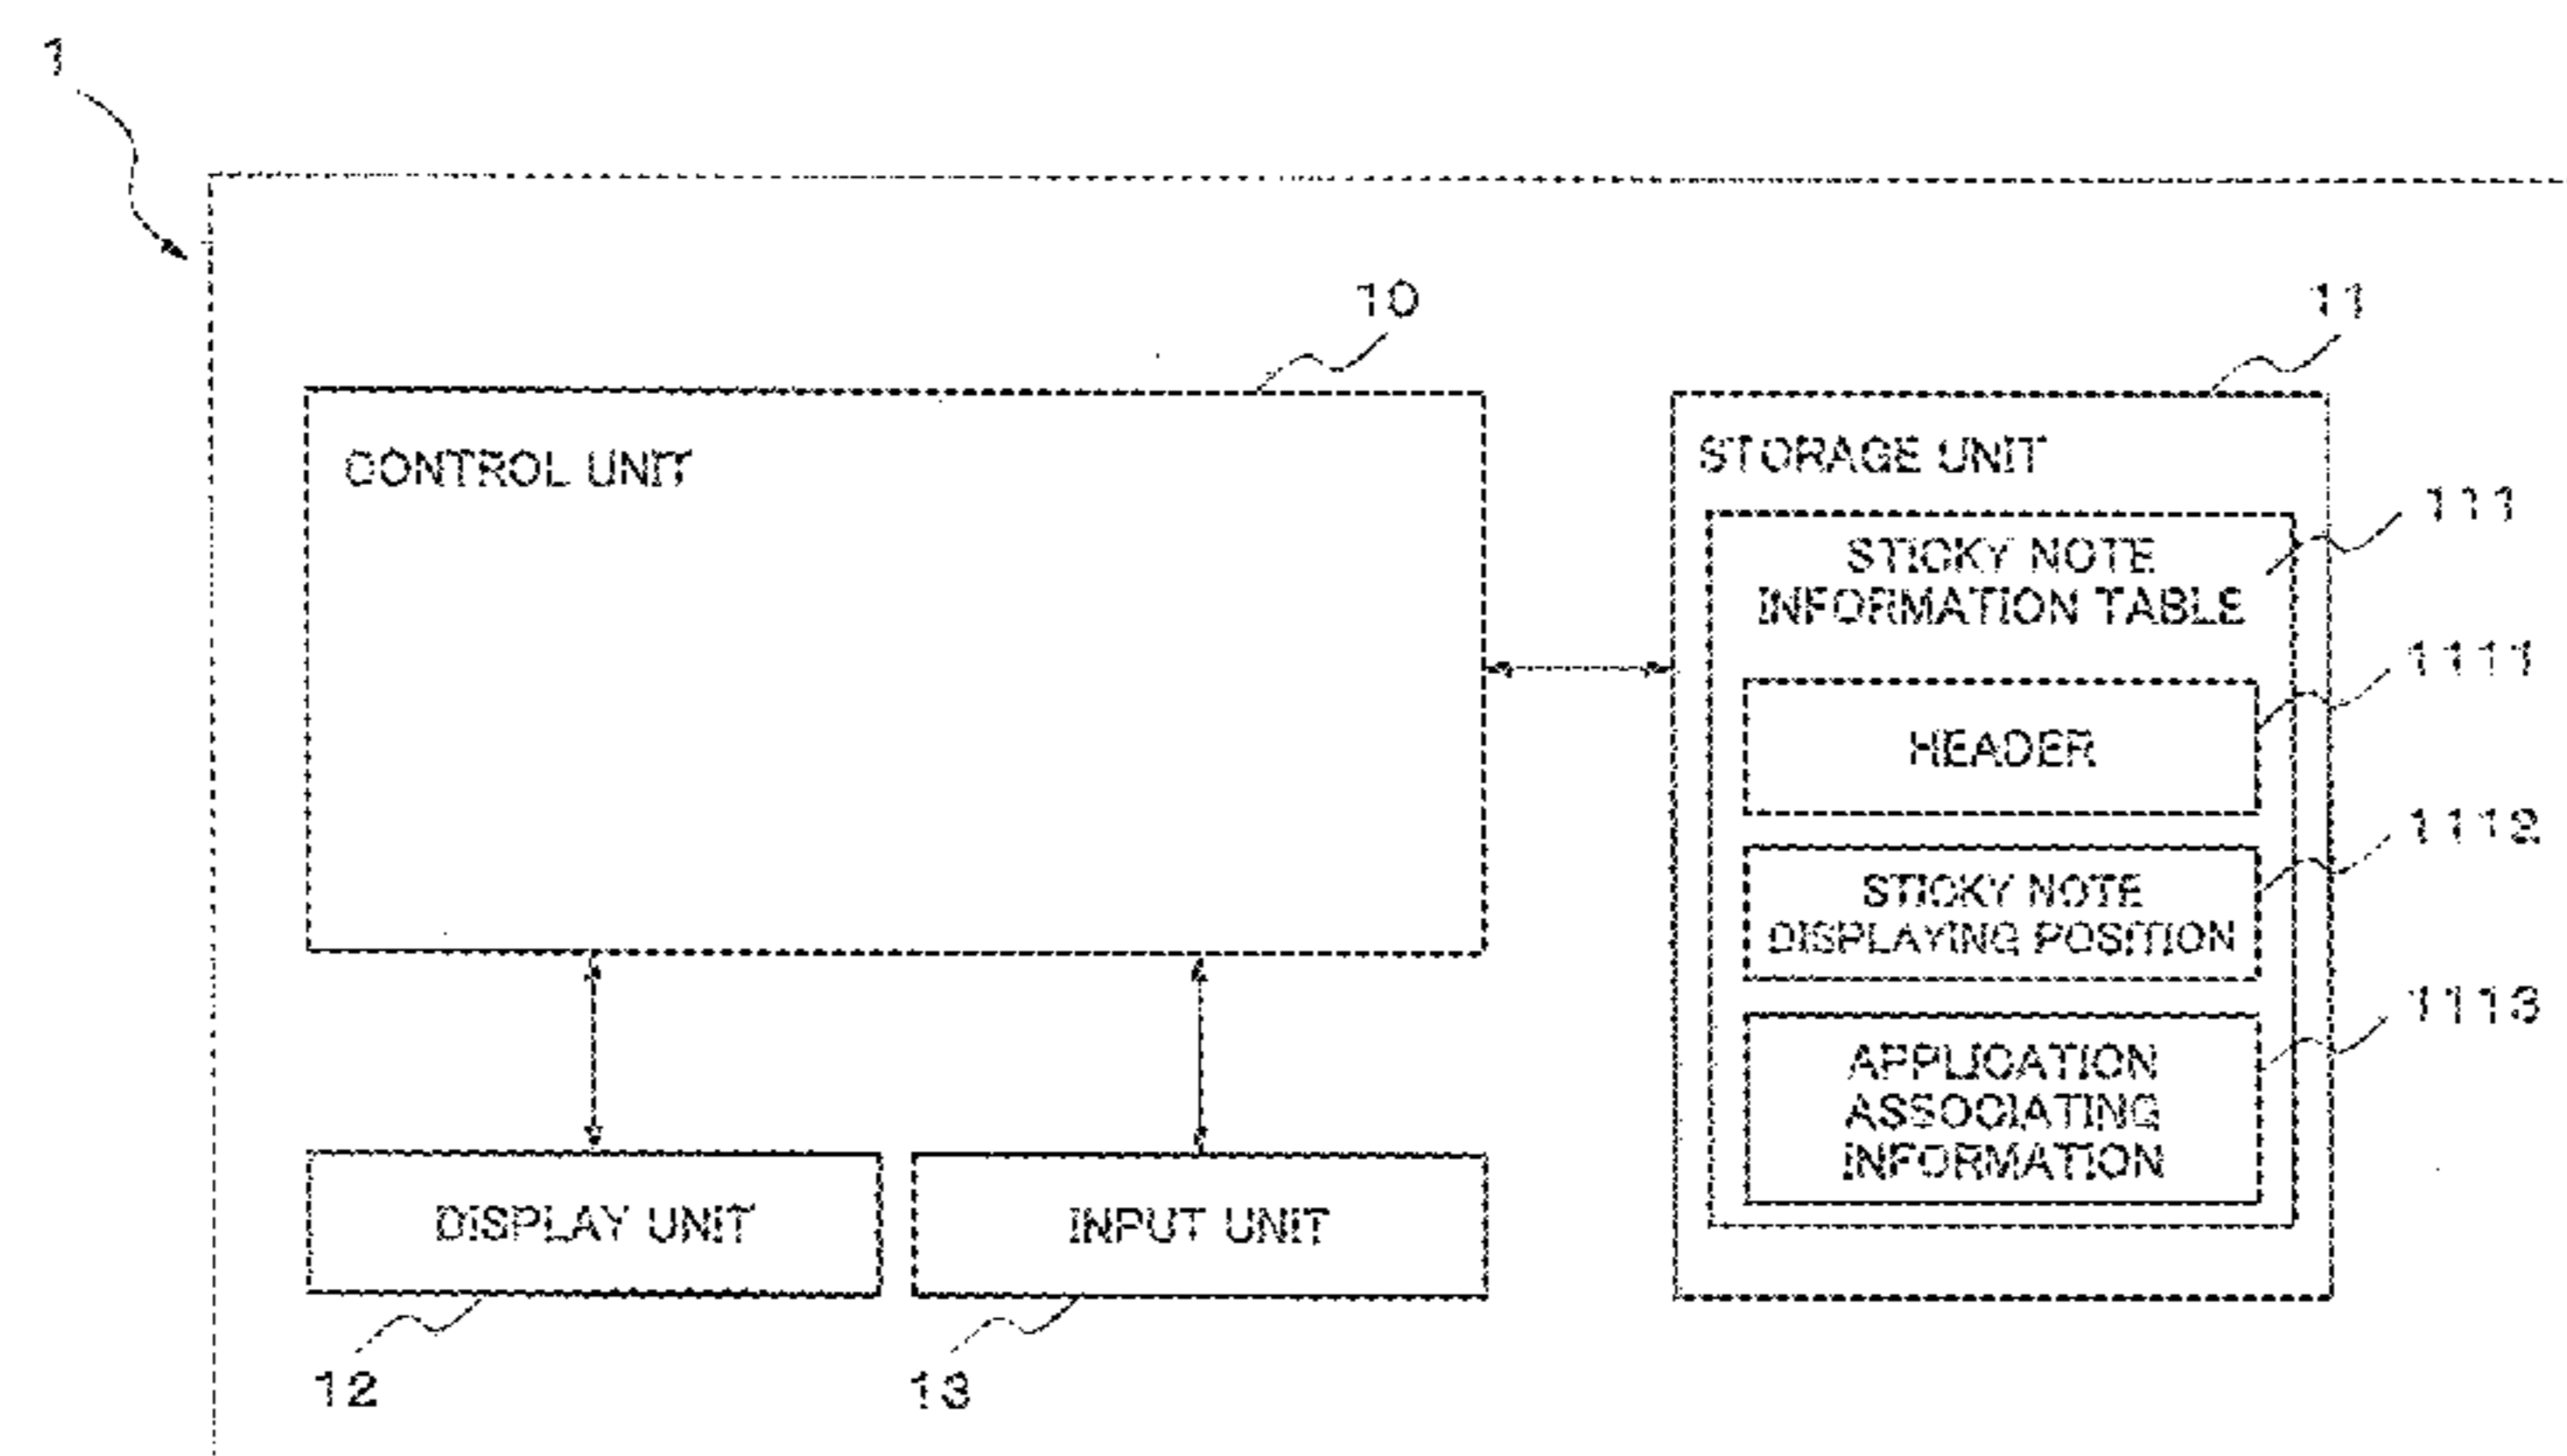 1
10
11
CONTROL UNIT
STORAGE UNIT
111
STICKY NOTE
INFORMATION TABLE
1111
HEADER
1112
STICKY NOTE
DISPLAYING POSITION
1113
APPLICATION
ASSOCIATING
INFORMATION
DISPLAY UNIT
INPUT UNIT
12
13